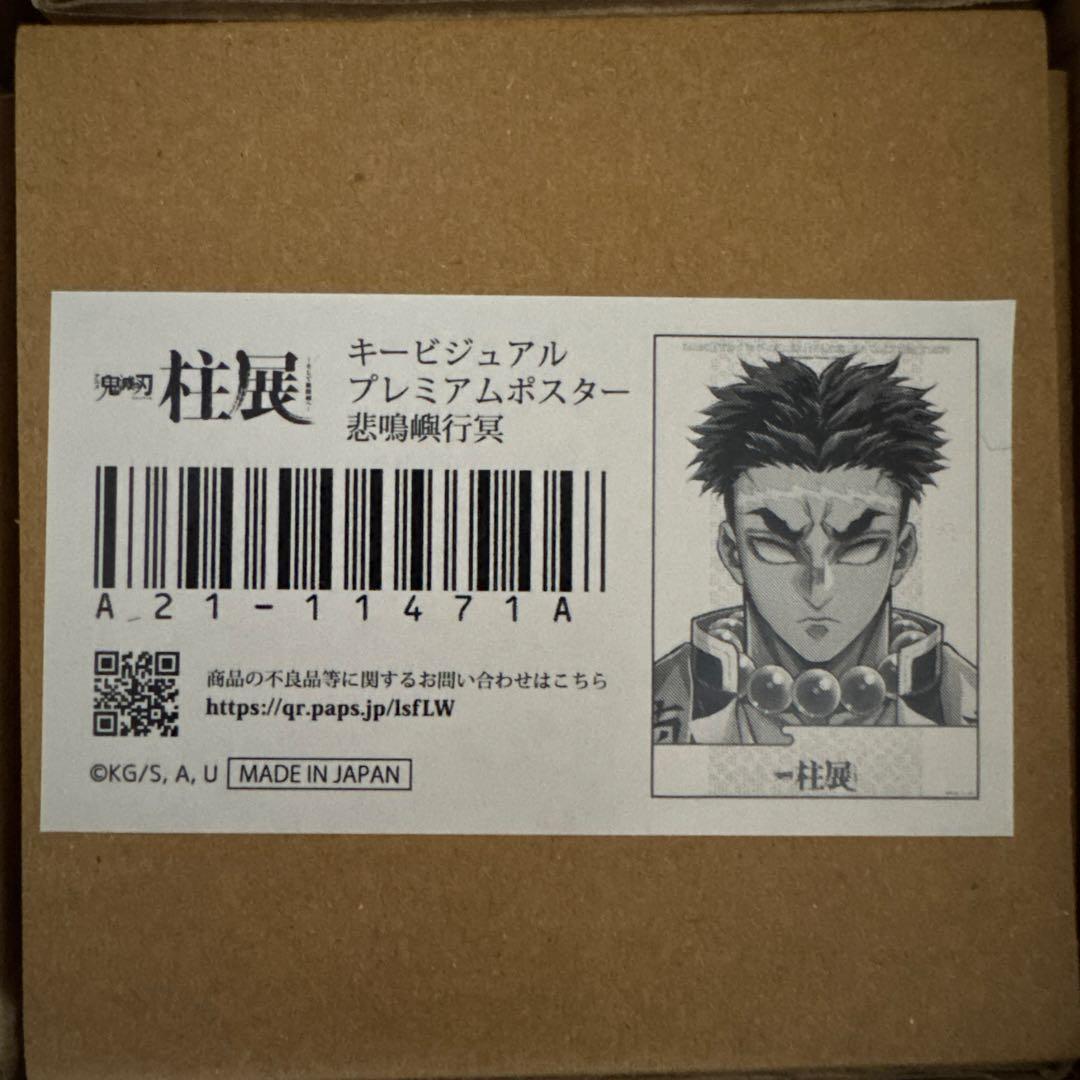 鬼滅の刃 柱展
キービジュアル
プレミアムポスター
悲鳴嶼行冥
A 21-11471A
商品の不良品等に関するお問い合わせはこちら
https://qr.paps.jp/lsfLW
©KG/S, A, U MADE IN JAPAN
柱展